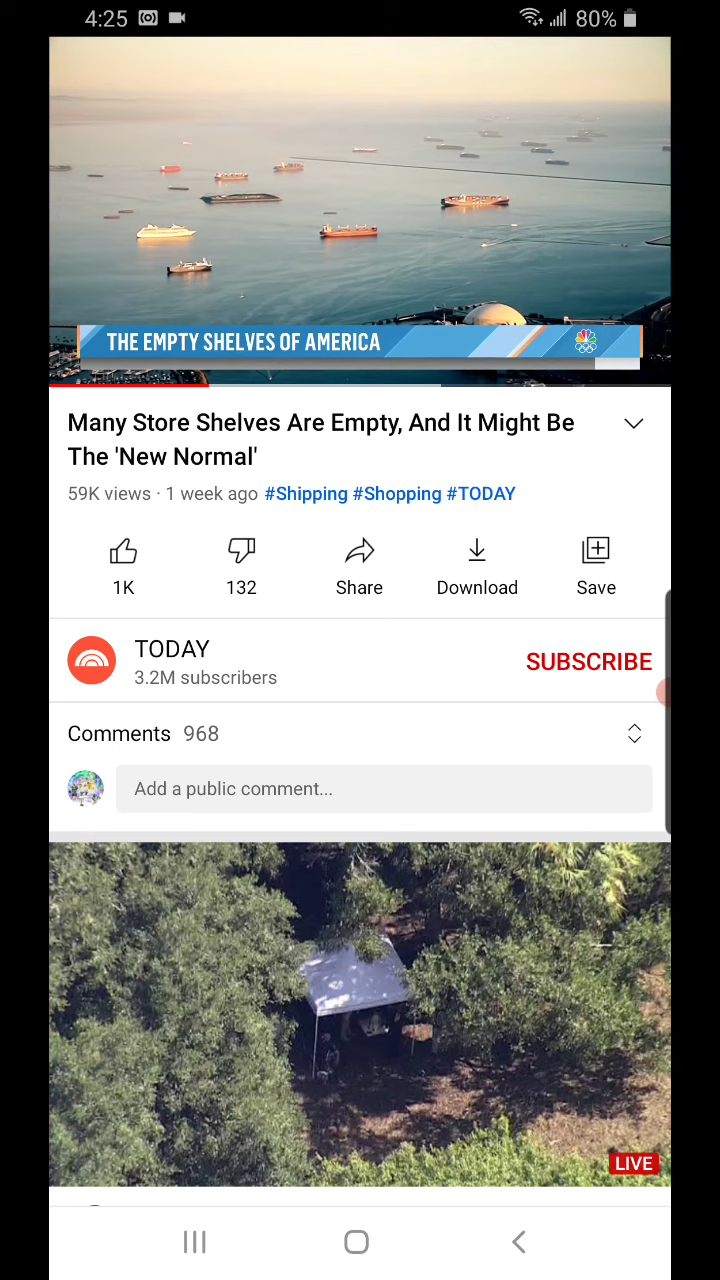 4:25
80%
THE EMPTY SHELVES OF AMERICA
Many Store Shelves Are Empty, And It Might Be
The 'New Normal'
59K views · 1 week ago #Shipping #Shopping #TODAY
1K
132
Share
Download
Save
TODAY
3.2M subscribers
SUBSCRIBE
Comments 968
Add a public comment...
LIVE